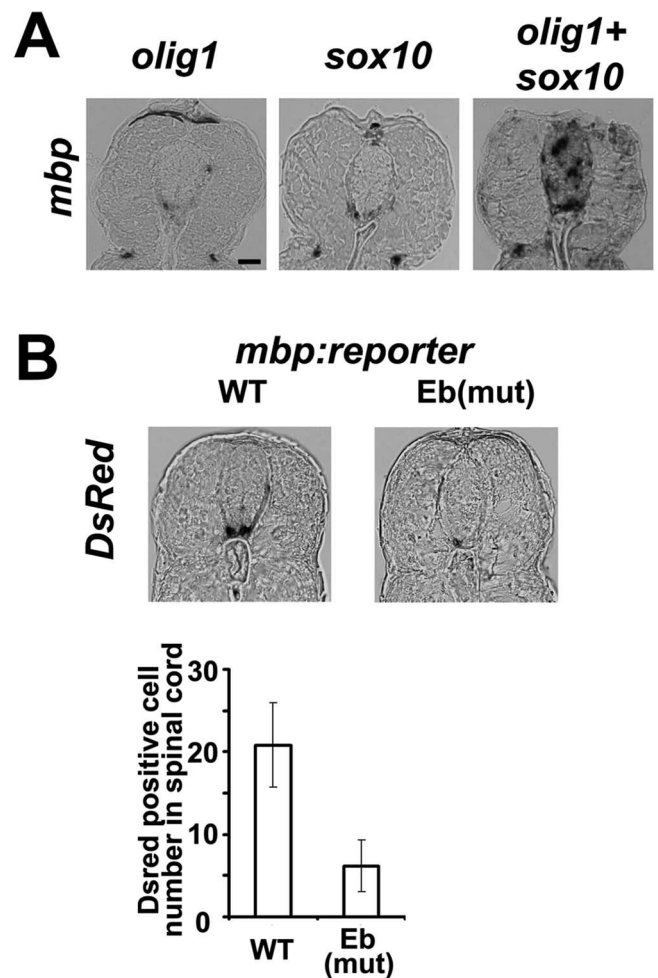 A
olig1
sox10
olig1+
sox10
mbp
B
mbp:reporter
WT
Eb(mut)
DsRed
Dsred positive cell
number in spinal cord
30
20
10
0
WT
Eb
(mut)